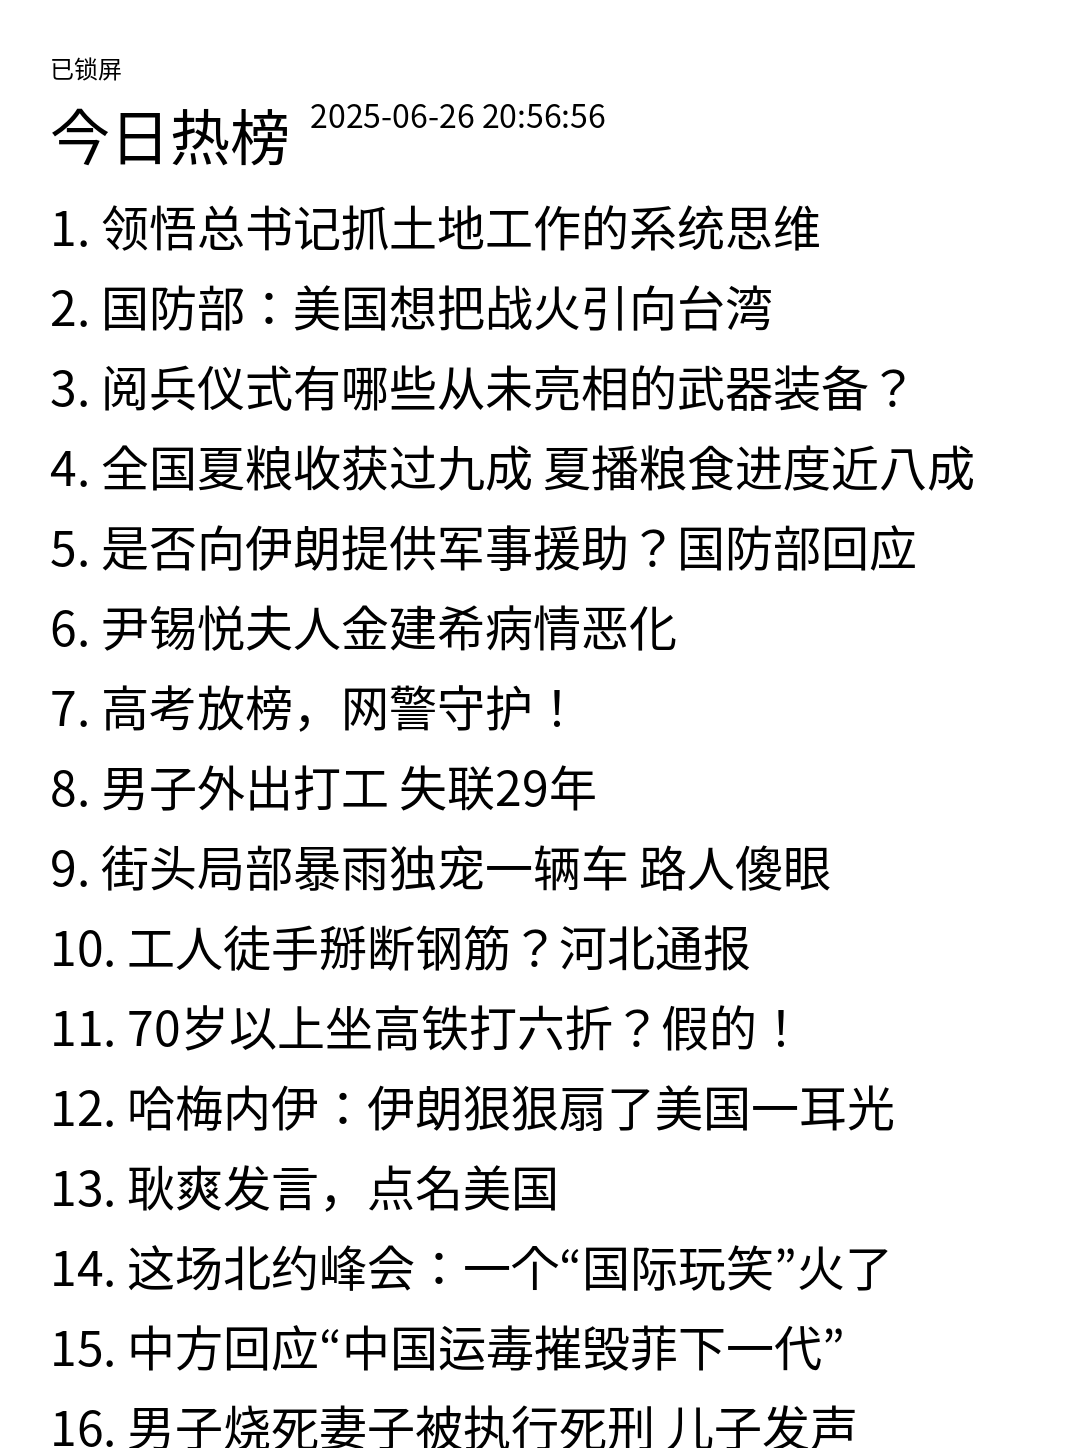 已锁屏
今日热榜 2025-06-26 20:56:56
1. 领悟总书记抓土地工作的系统思维
2. 国防部：美国想把战火引向台湾
3. 阅兵仪式有哪些从未亮相的武器装备？
4. 全国夏粮收获过九成 夏播粮食进度近八成
5. 是否向伊朗提供军事援助？国防部回应
6. 尹锡悦夫人金建希病情恶化
7. 高考放榜，网警守护！
8. 男子外出打工 失联29年
9. 街头局部暴雨独宠一辆车 路人傻眼
10. 工人徒手掰断钢筋？河北通报
11. 70岁以上坐高铁打六折？假的！
12. 哈梅内伊：伊朗狠狠扇了美国一耳光
13. 耿爽发言，点名美国
14. 这场北约峰会：一个“国际玩笑”火了
15. 中方回应“中国运毒摧毁菲下一代”
16. 男子烧死妻子被执行死刑 儿子发声